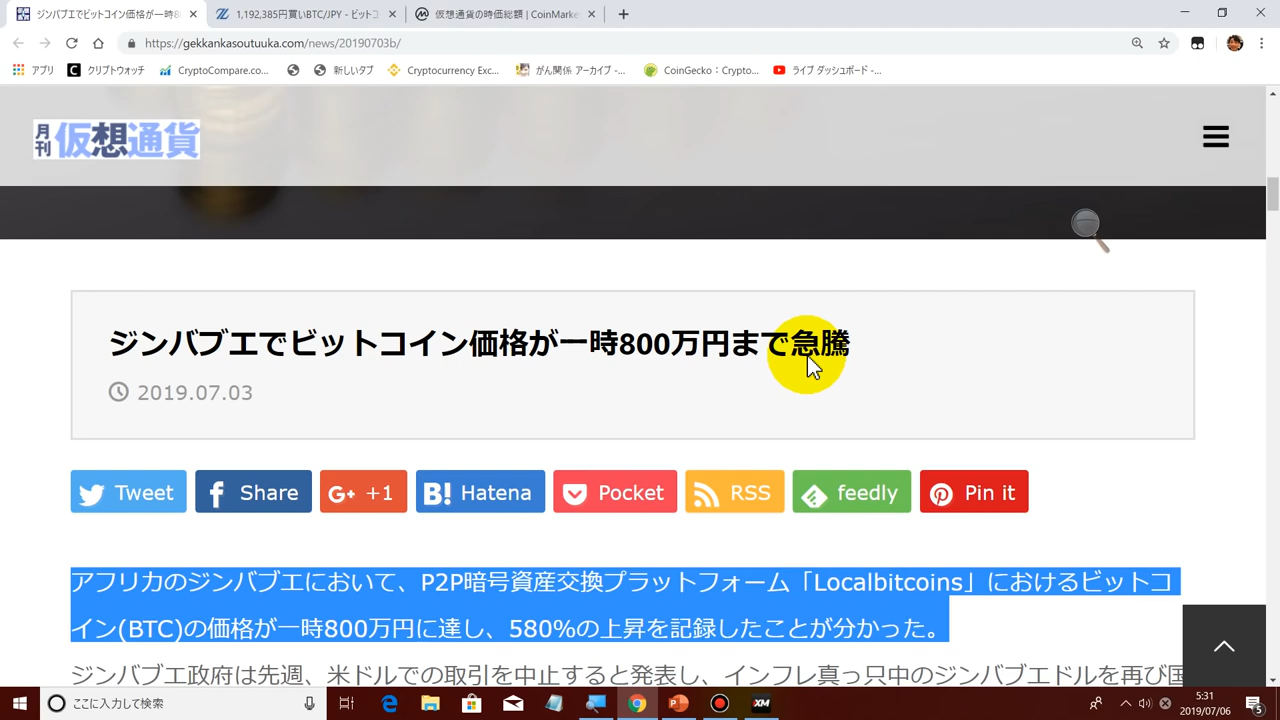 ジンバブエでビットコイン価格が一時8
1,192,385円買いBTC/JPY - ビットコ
仮想通貨の時価総額 | CoinMarke
https://gekkankasoutuuka.com/news/20190703b/
アプリ
クリプトウォッチ
CryptoCompare.co...
新しいタブ
Cryptocurrency Exc...
がん関係 アーカイブ -...
CoinGecko：Crypto...
ライブ ダッシュボード -...
月刊仮想通貨
ジンバブエでビットコイン価格が一時800万円まで急騰
2019.07.03
Tweet
Share
G+ +1
B! Hatena
Pocket
RSS
feedly
Pin it
アフリカのジンバブエにおいて、P2P暗号資産交換プラットフォーム「Localbitcoins」におけるビットコ
イン(BTC)の価格が一時800万円に達し、580%の上昇を記録したことが分かった。
ジンバブエ政府は先週、米ドルでの取引を中止すると発表し、インフレ真っ只中のジンバブエドルを再び
ここに入力して検索
XM
5:31
2019/07/06
5